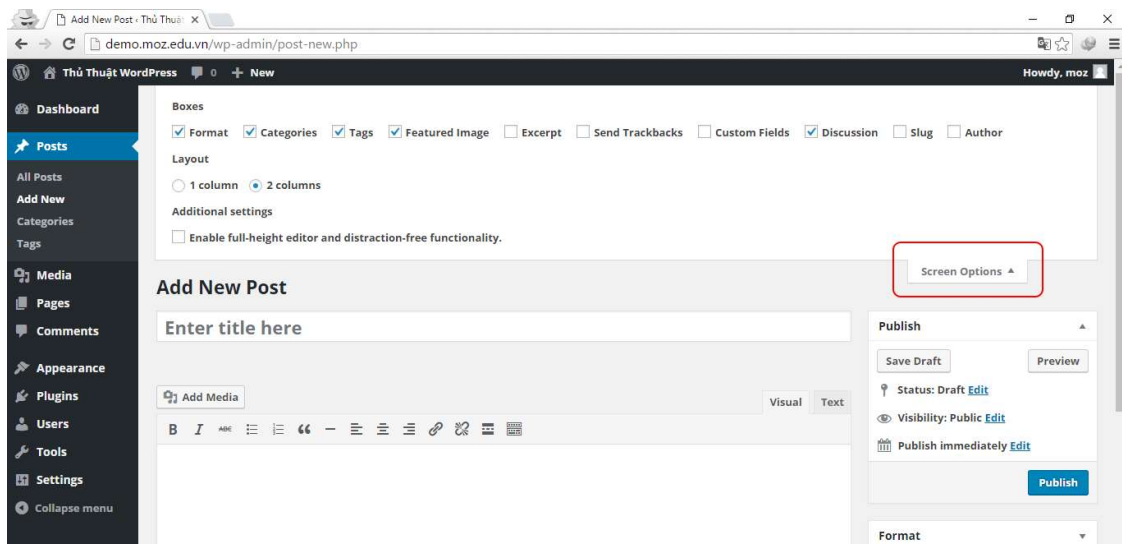 Add New Post ‹ Thủ Thuậ
demo.moz.edu.vn/wp-admin/post-new.php
Thủ Thuật WordPress 0 + New Howdy, moz
Dashboard
Posts
All Posts
Add New
Categories
Tags
Media
Pages
Comments
Appearance
Plugins
Users
Tools
Settings
Collapse menu
Boxes
Format Categories Tags Featured Image Excerpt Send Trackbacks Custom Fields Discussion Slug Author
Layout
1 column 2 columns
Additional settings
Enable full-height editor and distraction-free functionality.
Screen Options
Add New Post
Enter title here
Add Media
Visual Text
B I ABC
Publish
Save Draft Preview
Status: Draft Edit
Visibility: Public Edit
Publish immediately Edit
Publish
Format